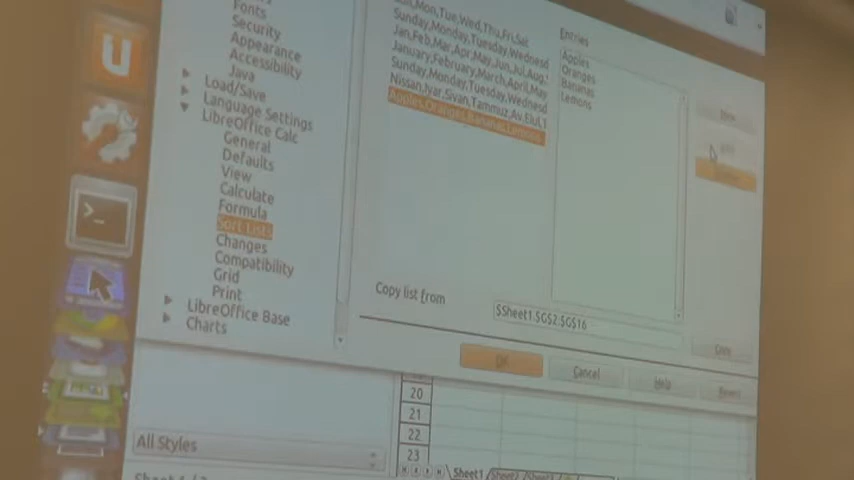 Fonts
Security
Appearance
Accessibility
Java
Load/Save
Language Settings
LibreOffice Calc
General
Defaults
View
Calculate
Formula
Sort Lists
Changes
Compatibility
Grid
Print
LibreOffice Base
Charts
Sun,Mon,Tue,Wed,Thu,Fri,Sat
Sunday,Monday,Tuesday,Wednesd
Jan,Feb,Mar,Apr,May,Jun,Jul,Aug,
January,February,March,April,May
Sunday,Monday,Tuesday,Wednesd
Nissan,Iyar,Sivan,Tammuz,Av,Elul,T
Apples,Oranges,Bananas,Lemons
Entries
Apples
Oranges
Bananas
Lemons
New
Copy list from
$Sheet1.$G$2:$G$16
Copy
OK
Cancel
Help
All Styles
20
21
22
23
Sheet1
Sheet2